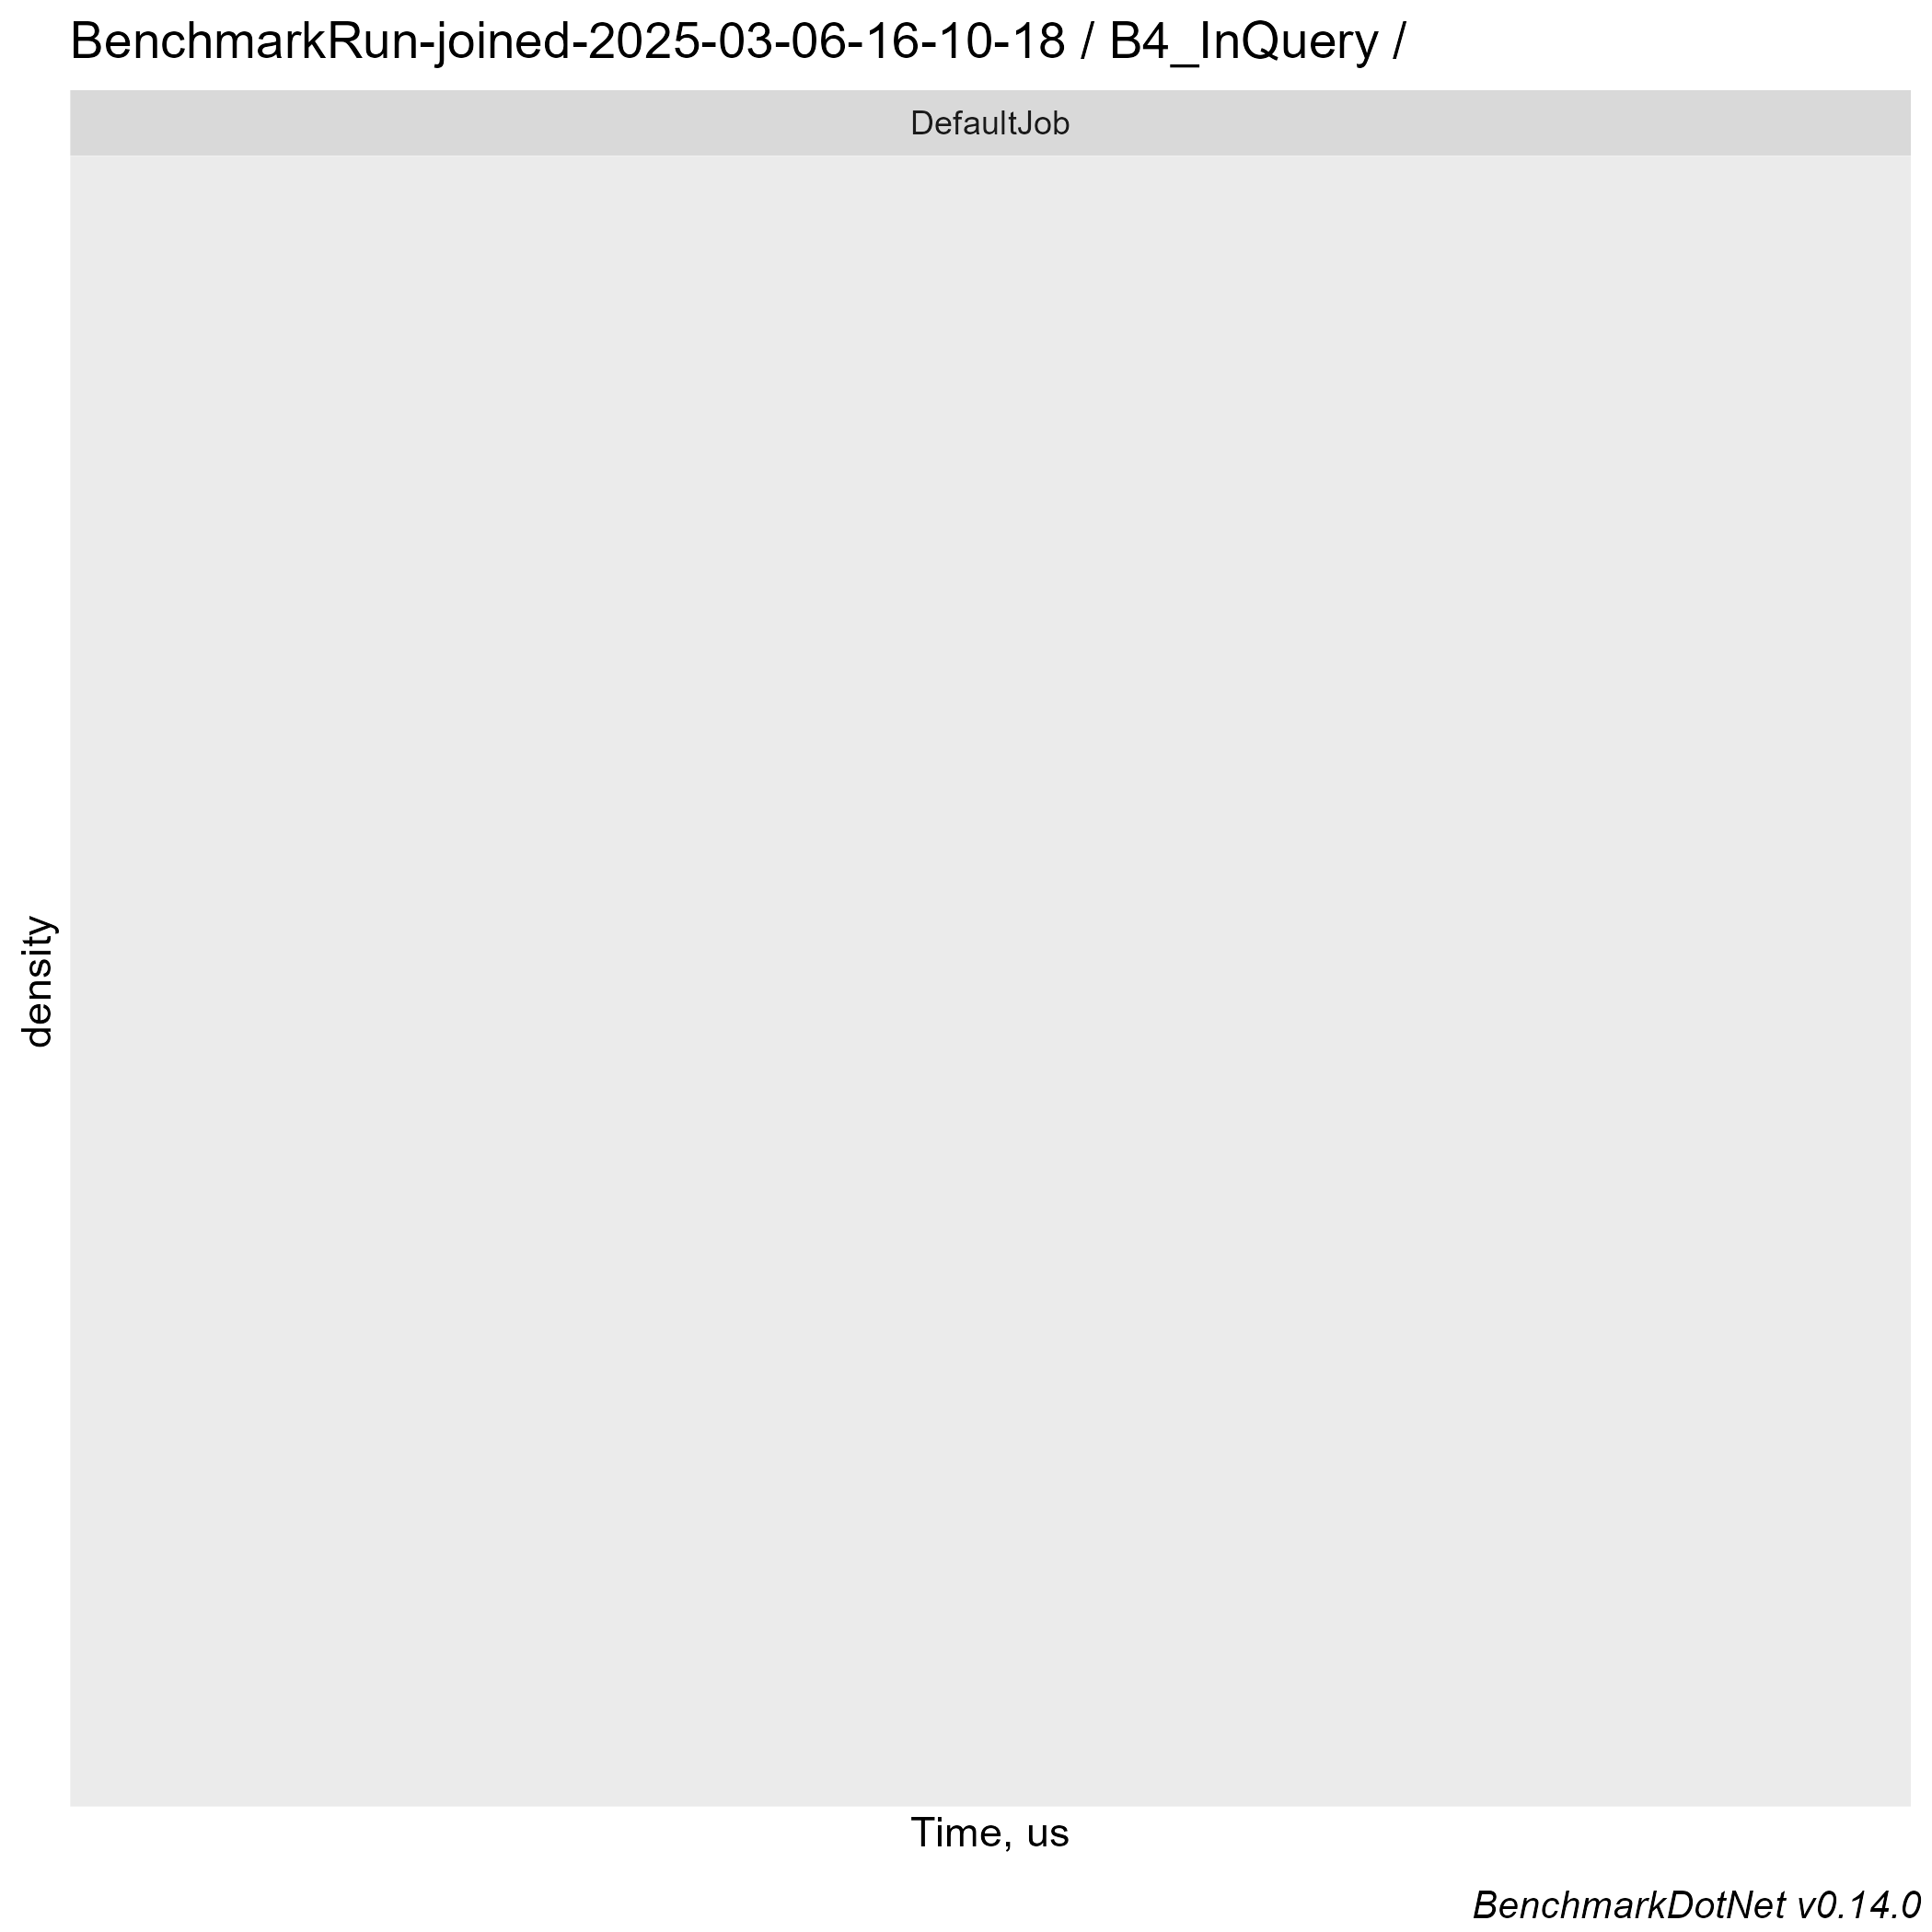 BenchmarkRun-joined-2025-03-06-16-10-18 / B4_InQuery /
DefaultJob
density
Time, us
BenchmarkDotNet v0.14.0